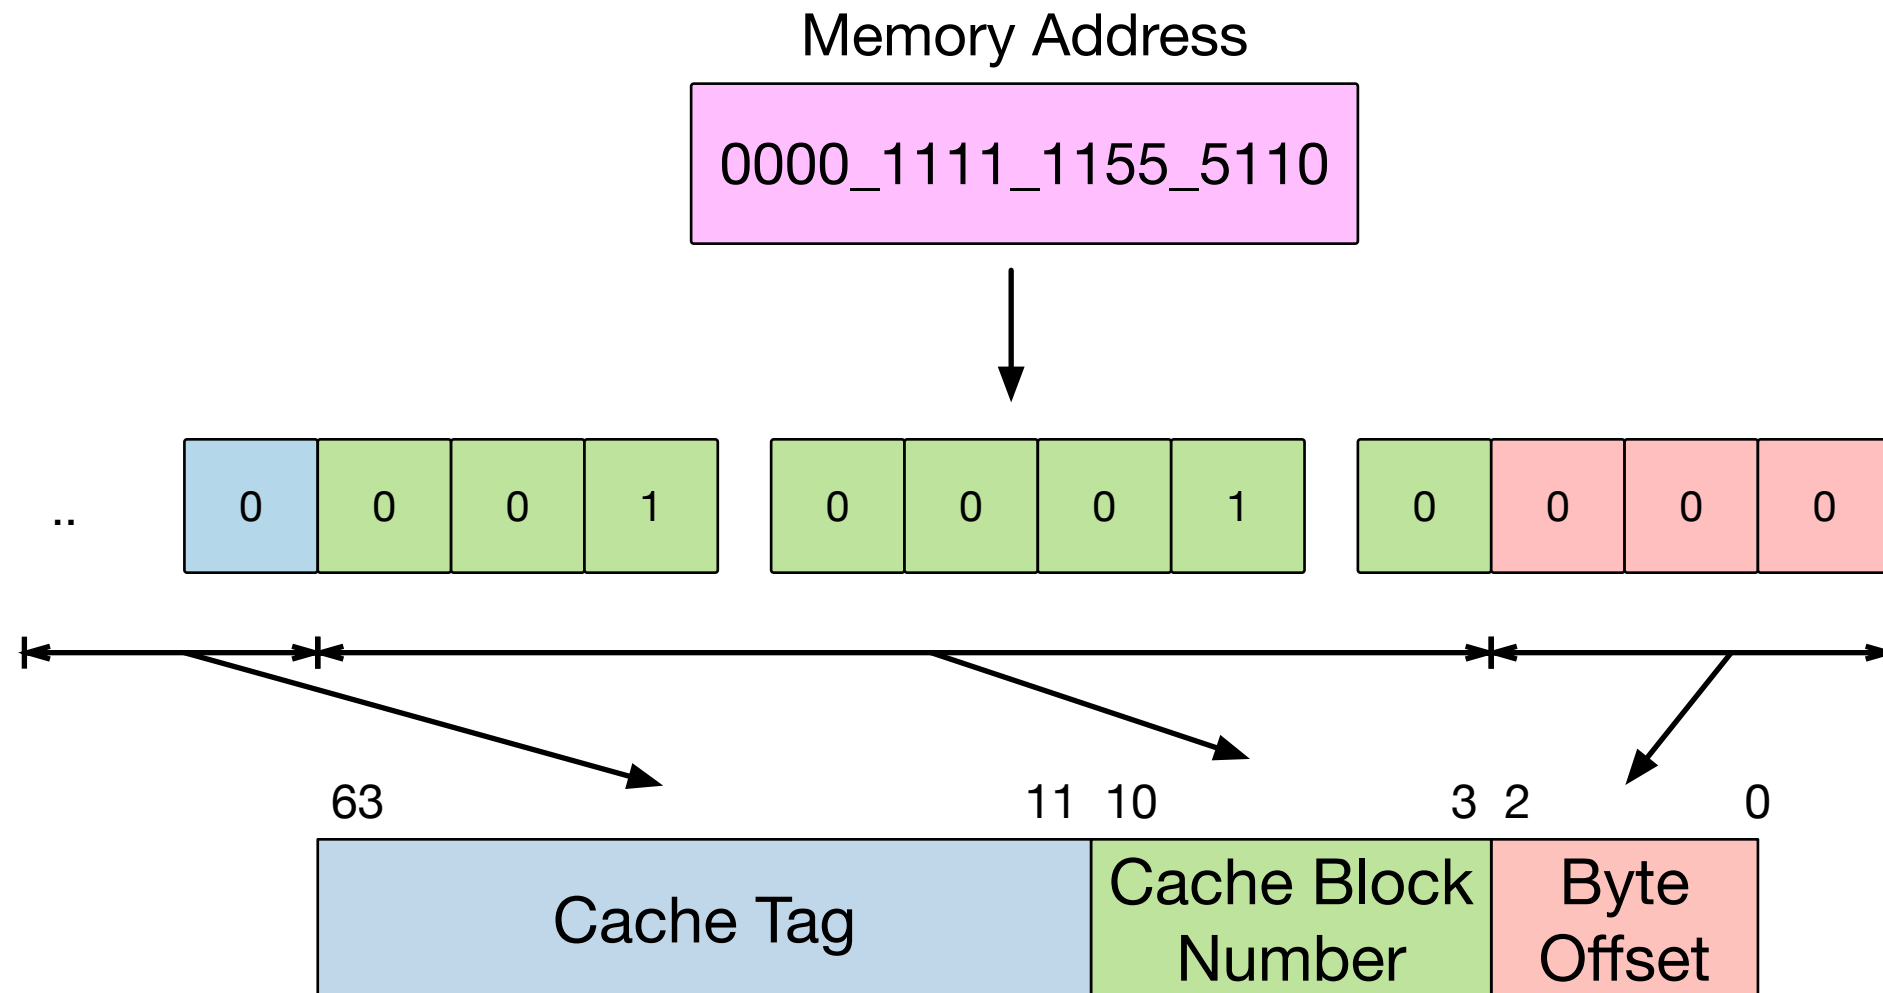 Memory Address
0000_1111_1155_5110
.. 0 0 0 1 0 0 0 1 0 0 0 0
63 11 10 3 2 0
Cache Tag
Cache Block
Number
Byte
Offset